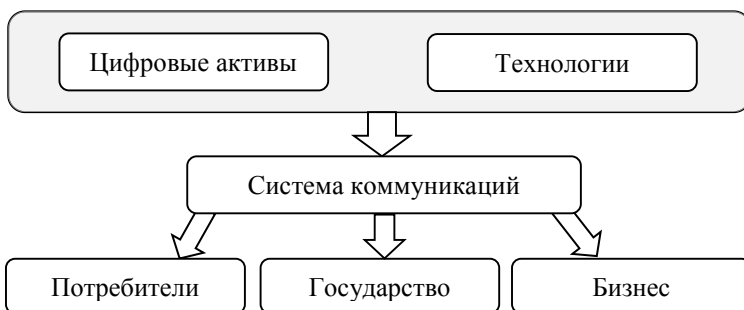 Цифровые активы
Технологии
Система коммуникаций
Потребители
Государство
Бизнес